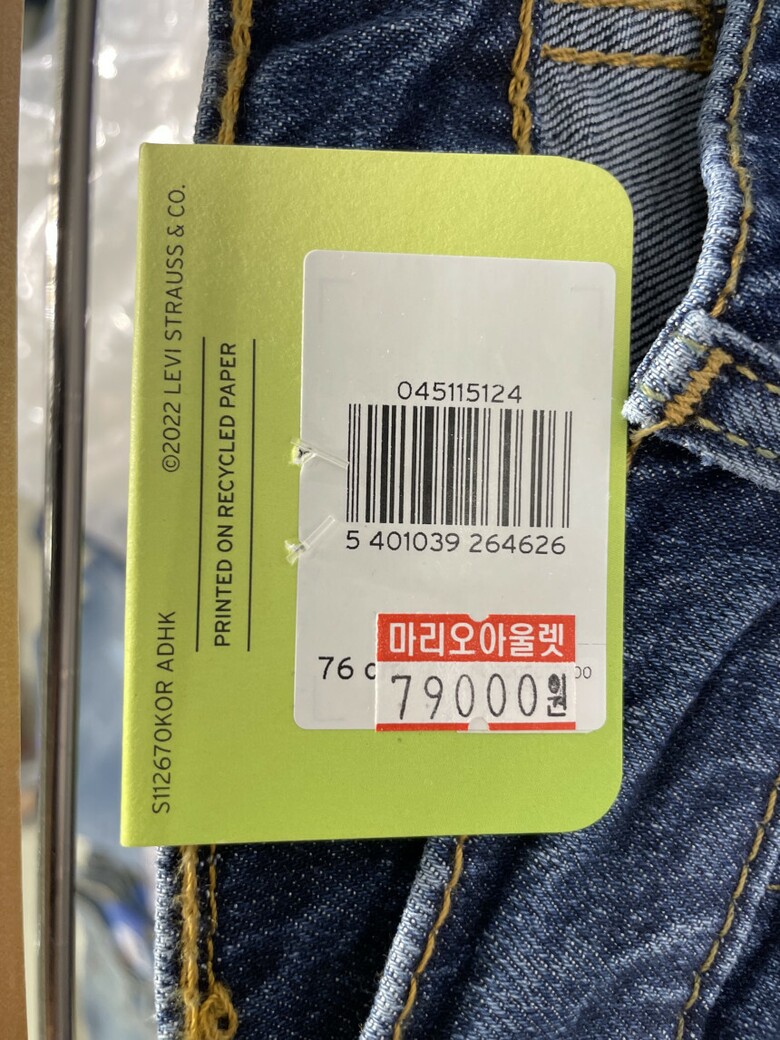 ©2022 LEVI STRAUSS & CO.
PRINTED ON RECYCLED PAPER
S112670KOR ADHK
045115124
5 401039 264626
마리오아울렛
76
79000원